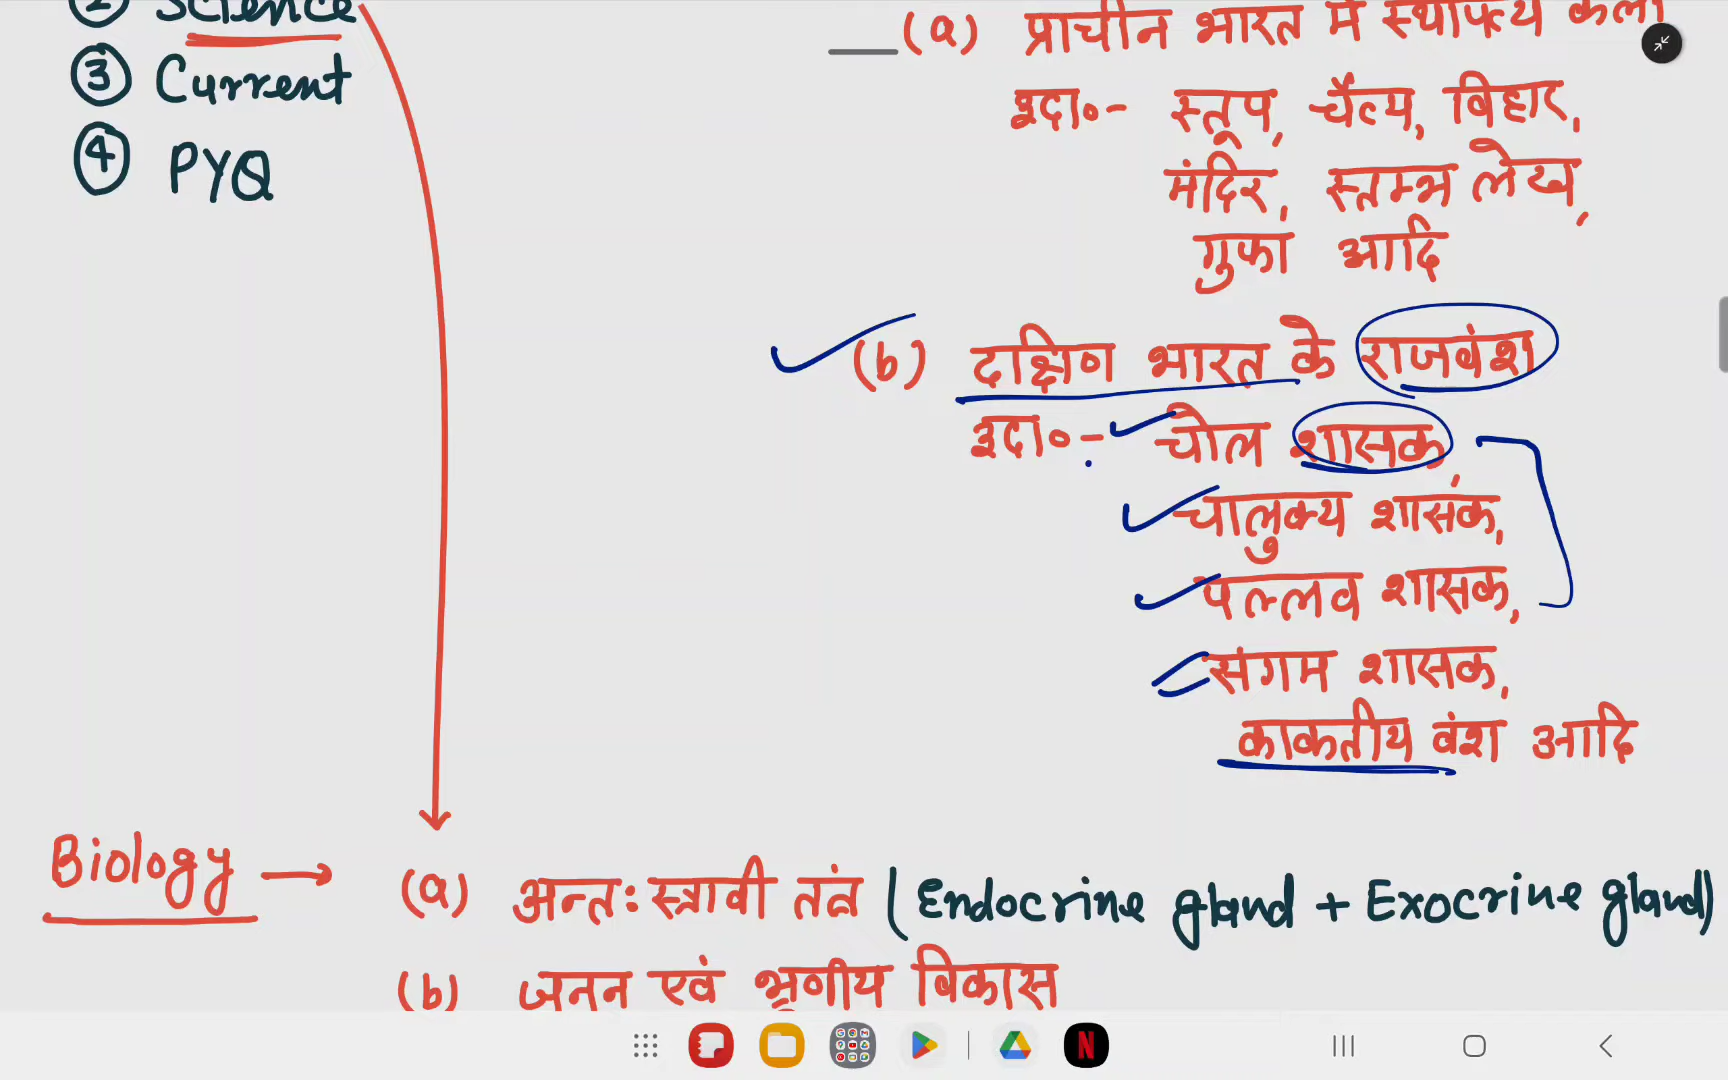 ② Science
③ Current
④ PYQ
(a) प्राचीन भारत में स्थापत्य कला
उदा०:- स्तूप, चैत्य, विहार,
मंदिर, स्तम्भ लेख,
गुफा आदि
(b) दक्षिण भारत के राजवंश
उदा०:- चोल शासक,
चालुक्य शासक,
पल्लव शासक,
संगम शासक,
काकतीय वंश आदि
Biology → (a) अन्तः स्त्रावी तंत्र (Endocrine gland + Exocrine gland)
(b) जनन एवं भ्रूणीय विकास